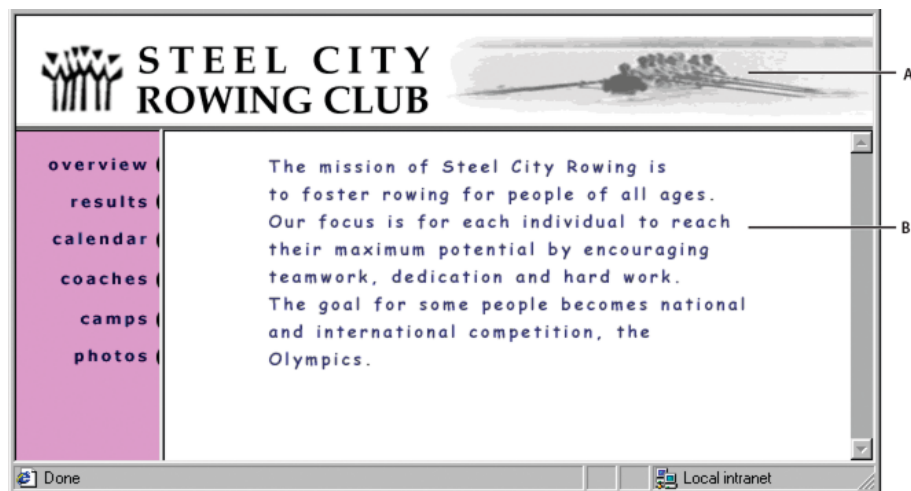 STEEL CITY
ROWING CLUB
A
overview
results
calendar
coaches
camps
photos
The mission of Steel City Rowing is
to foster rowing for people of all ages.
Our focus is for each individual to reach
their maximum potential by encouraging
teamwork, dedication and hard work.
The goal for some people becomes national
and international competition, the
Olympics.
B
Done
Local intranet